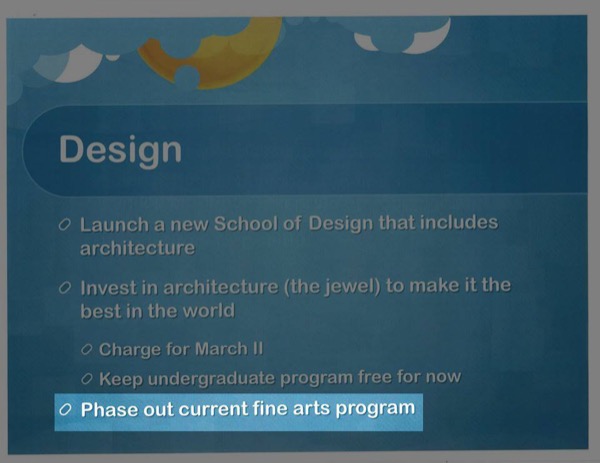 Design
Launch a new School of Design that includes
architecture
Invest in architecture (the jewel) to make it the
best in the world
Charge for March II
Keep undergraduate program free for now
Phase out current fine arts program